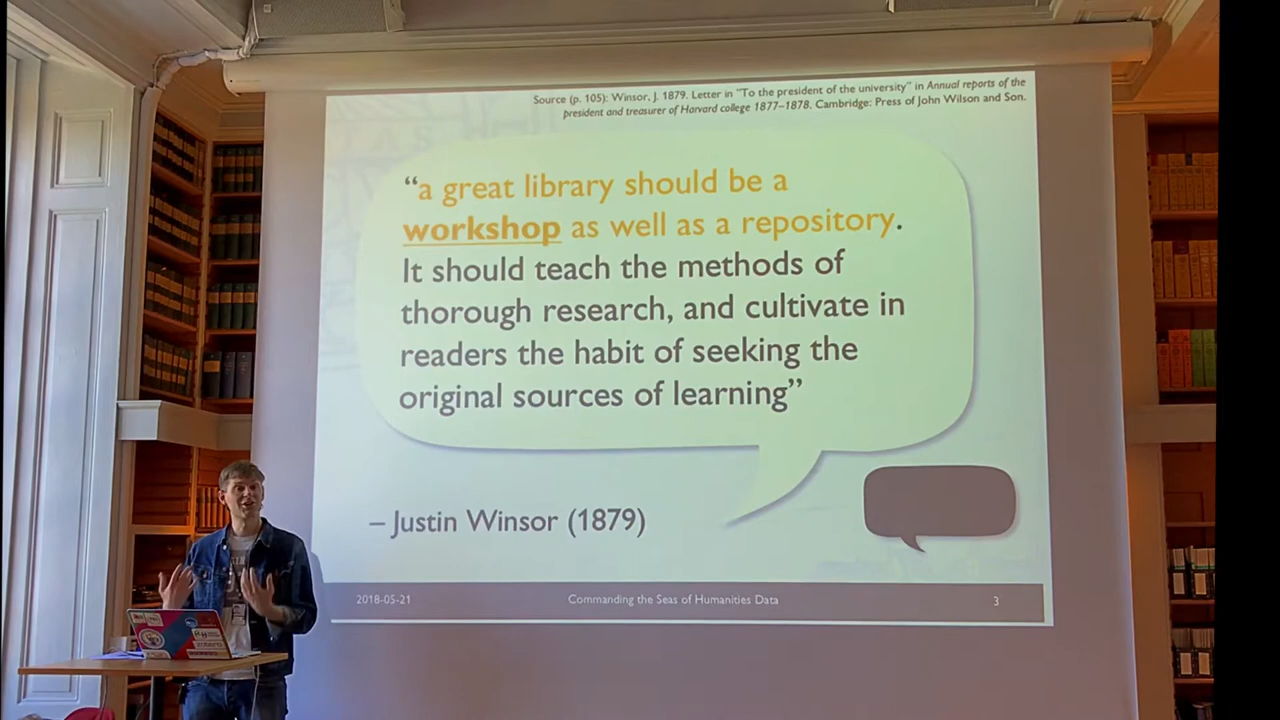 Source (p. 105): Winsor, J. 1879. Letter in "To the president of the university" in Annual reports of the
president and treasurer of Harvard college 1877–1878. Cambridge: Press of John Wilson and Son.
“a great library should be a
workshop as well as a repository.
It should teach the methods of
thorough research, and cultivate in
readers the habit of seeking the
original sources of learning”
– Justin Winsor (1879)
2018-05-21 Commanding the Seas of Humanities Data 3